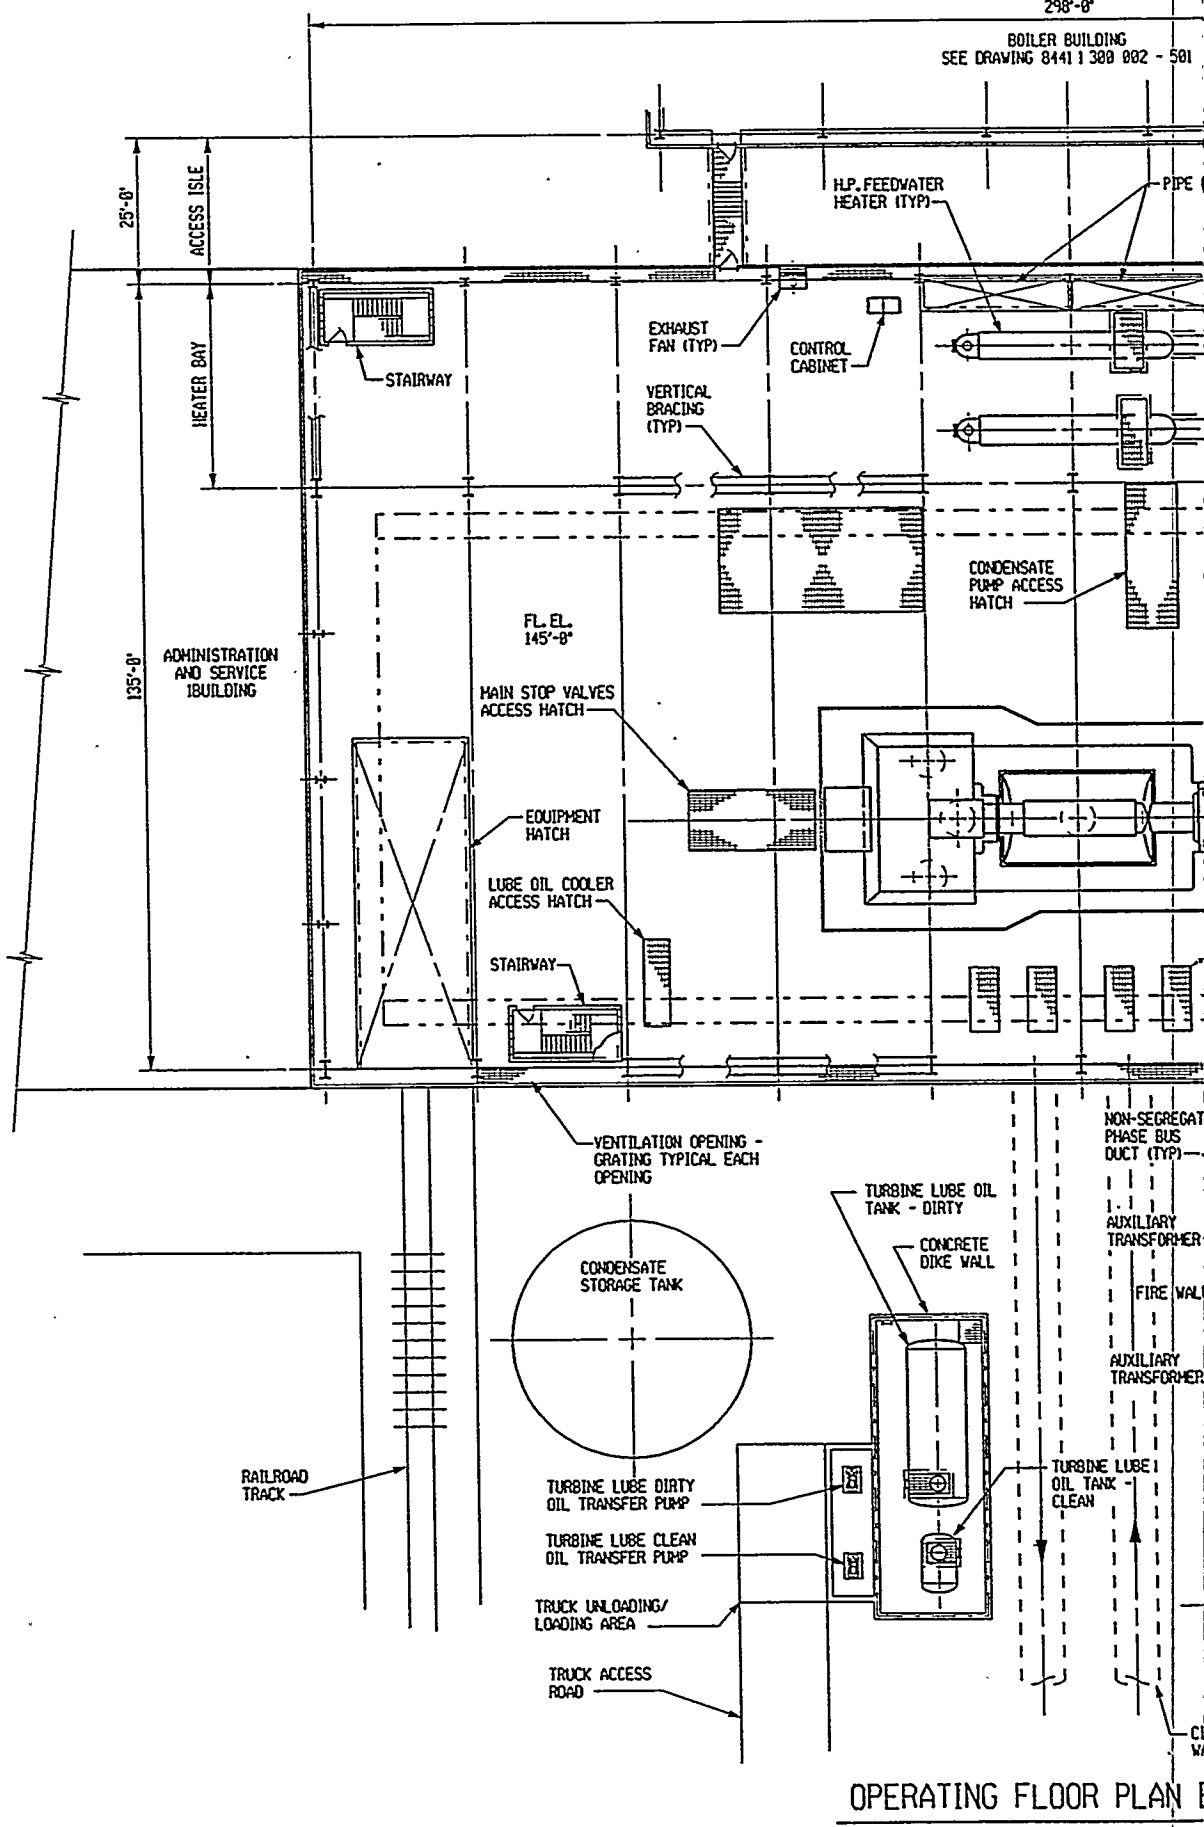 298'-0"
BOILER BUILDING
SEE DRAWING 8441 1 300 002 - 501
25'-0"
ACCESS ISLE
H.P. FEEDWATER
HEATER (TYP)
PIPE
HEATER BAY
EXHAUST
FAN (TYP)
CONTROL
CABINET
STAIRWAY
VERTICAL
BRACING
(TYP)
CONDENSATE
PUMP ACCESS
HATCH
FL. EL.
145'-0"
135'-0"
ADMINISTRATION
AND SERVICE
1BUILDING
MAIN STOP VALVES
ACCESS HATCH
EQUIPMENT
HATCH
LUBE OIL COOLER
ACCESS HATCH
STAIRWAY
VENTILATION OPENING -
GRATING TYPICAL EACH
OPENING
NON-SEGREGAT
PHASE BUS
DUCT (TYP)
TURBINE LUBE OIL
TANK - DIRTY
AUXILIARY
TRANSFORMER
CONCRETE
DIKE WALL
CONDENSATE
STORAGE TANK
FIRE WALL
AUXILIARY
TRANSFORMER
RAILROAD
TRACK
TURBINE LUBE DIRTY
OIL TRANSFER PUMP
TURBINE LUBE
OIL TANK -
CLEAN
TURBINE LUBE CLEAN
OIL TRANSFER PUMP
TRUCK UNLOADING/
LOADING AREA
TRUCK ACCESS
ROAD
OPERATING FLOOR PLAN